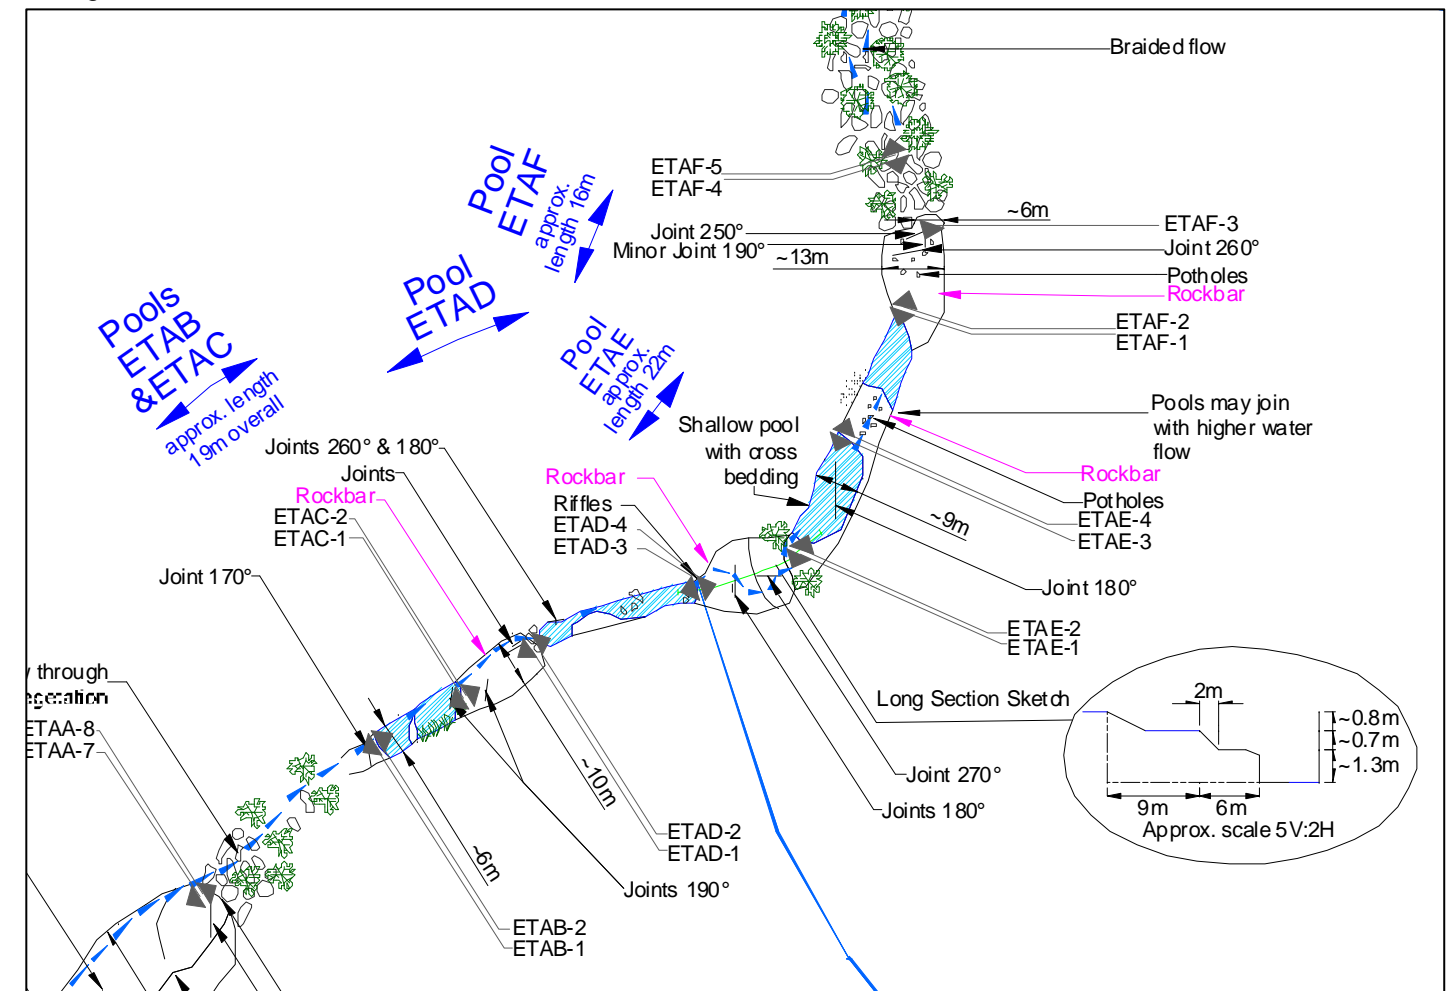 Braided flow
ETAF-5
ETAF-4
Pool
ETAF
approx.
length 16m
~6m
ETAF-3
Joint 250°
Minor Joint 190°
Joint 260°
~13m
Potholes
Rockbar
Pool
ETAD
Pools
ETAB
&ETAC
approx. length
19m overall
ETAF-2
ETAF-1
Pool
ETAE
approx.
length 22m
Pools may join
with higher water
flow
Shallow pool
with cross
bedding
Joints 260° & 180°
Joints
Rockbar
ETAC-2
ETAC-1
Rockbar
Riffles
ETAD-4
ETAD-3
Rockbar
Potholes
ETAE-4
ETAE-3
~9m
Joint 170°
Joint 180°
ETAE-2
ETAE-1
through
ETAA-8
ETAA-7
Long Section Sketch
2m
~0.8m
~0.7m
~1.3m
9m
6m
Approx. scale 5V:2H
Joint 270°
Joints 180°
~10m
ETAD-2
ETAD-1
~6m
Joints 190°
ETAB-2
ETAB-1